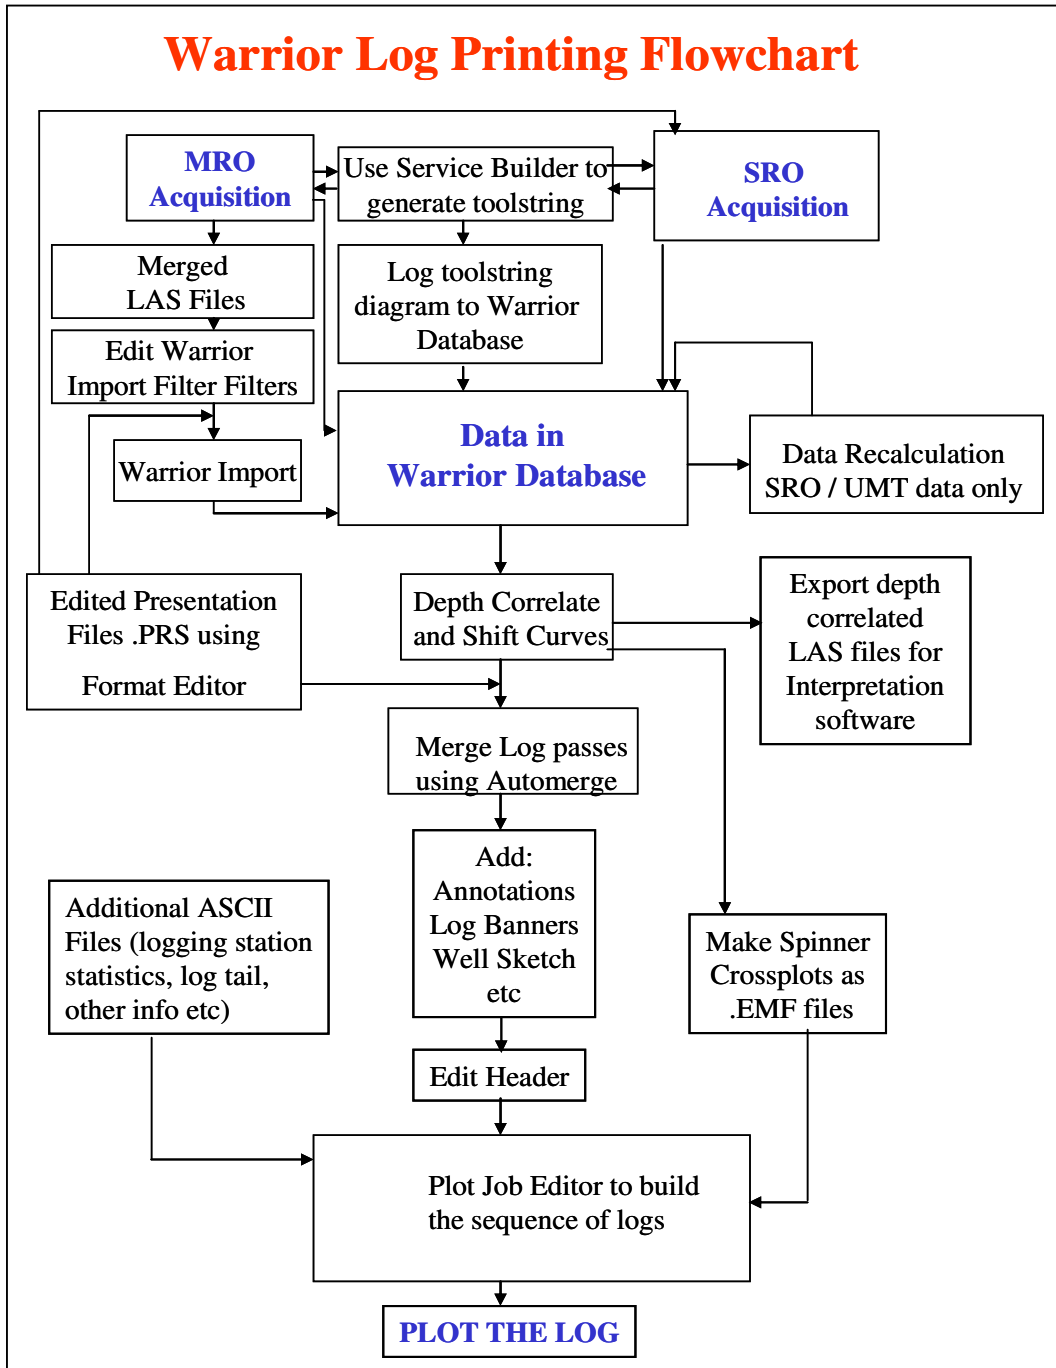 Warrior Log Printing Flowchart
MRO
Acquisition
Use Service Builder to
generate toolstring
SRO
Acquisition
Merged
LAS Files
Log toolstring
diagram to Warrior
Database
Edit Warrior
Import Filter Filters
Warrior Import
Data in
Warrior Database
Data Recalculation
SRO / UMT data only
Edited Presentation
Files .PRS using
Format Editor
Depth Correlate
and Shift Curves
Export depth
correlated
LAS files for
Interpretation
software
Merge Log passes
using Automerge
Add:
Annotations
Log Banners
Well Sketch
etc
Additional ASCII
Files (logging station
statistics, log tail,
other info etc)
Make Spinner
Crossplots as
.EMF files
Edit Header
Plot Job Editor to build
the sequence of logs
PLOT THE LOG